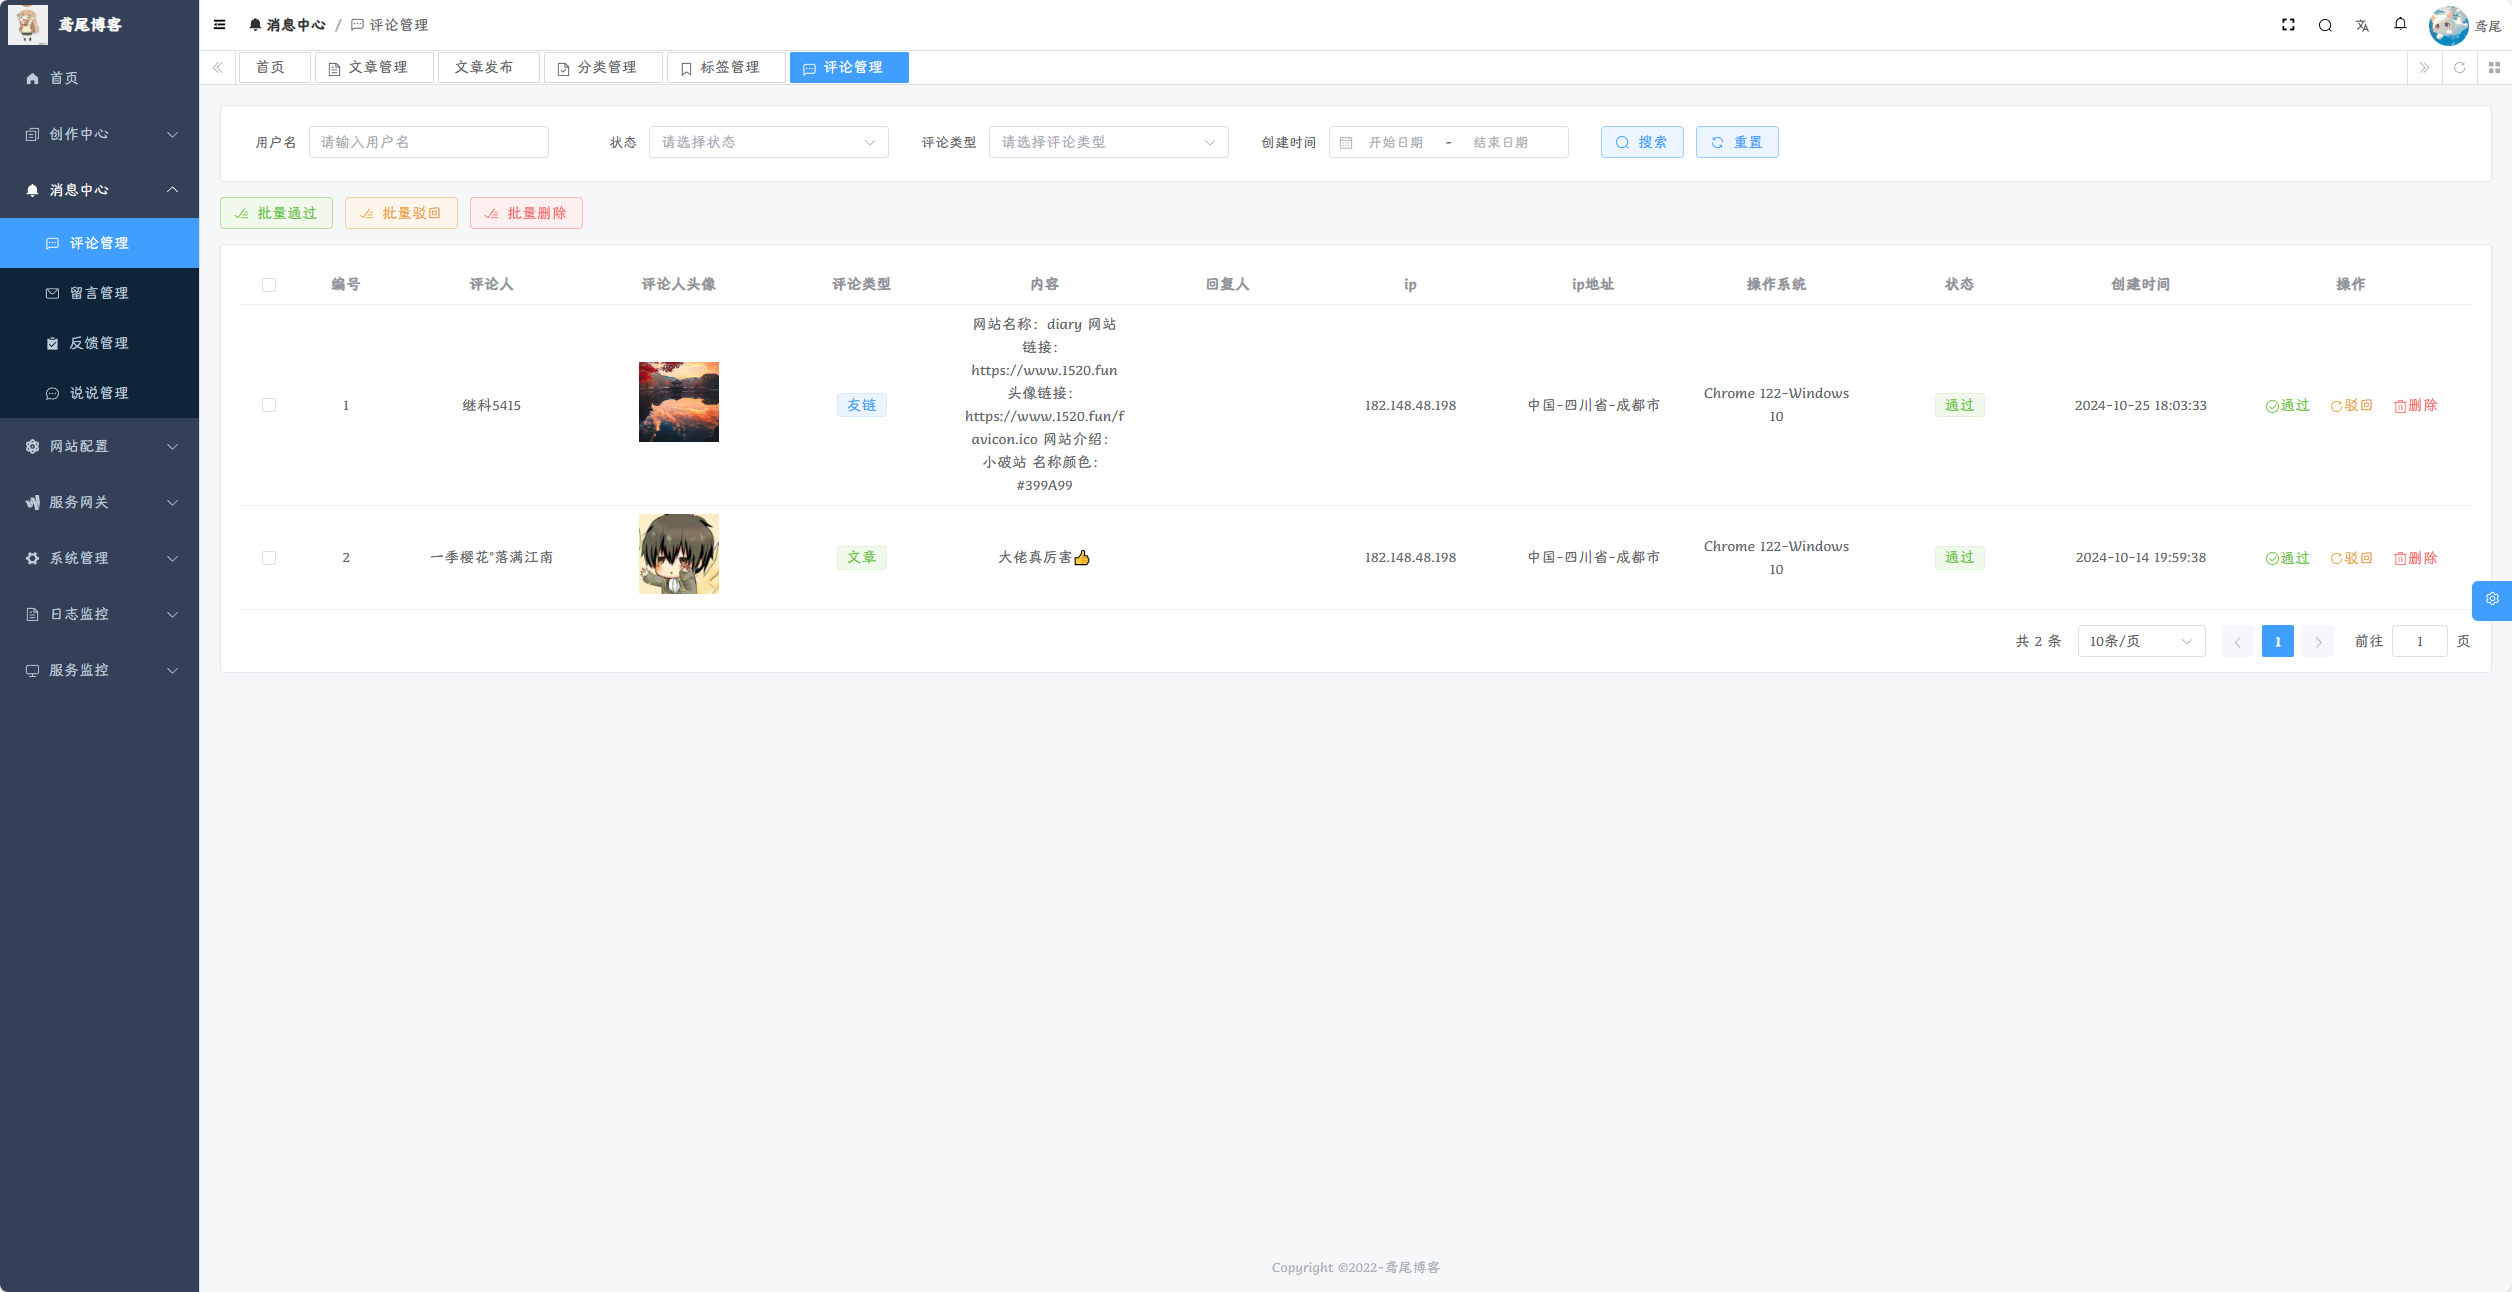 鸢尾博客
首页
创作中心
消息中心
评论管理
留言管理
反馈管理
说说管理
网站配置
服务网关
系统管理
日志监控
服务监控
消息中心 / 评论管理
鸢尾
首页 文章管理 文章发布 分类管理 标签管理 评论管理
用户名 请输入用户名 状态 请选择状态 评论类型 请选择评论类型 创建时间 开始日期 - 结束日期 搜索 重置
批量通过 批量驳回 批量删除
编号 评论人 评论人头像 评论类型 内容 回复人 ip ip地址 操作系统 状态 创建时间 操作
1 继科5415 友链
网站名称：diary 网站
链接：
https://www.1520.fun
头像链接：
https://www.1520.fun/f
avicon.ico 网站介绍：
小破站 名称颜色：
#399A99
182.148.48.198 中国-四川省-成都市
Chrome 122-Windows
10
通过 2024-10-25 18:03:33 通过 驳回 删除
2 一季樱花°落满江南 文章 大佬真厉害👍 182.148.48.198 中国-四川省-成都市
Chrome 122-Windows
10
通过 2024-10-14 19:59:38 通过 驳回 删除
共 2 条 10条/页 1 前往 1 页
Copyright ©2022-鸢尾博客